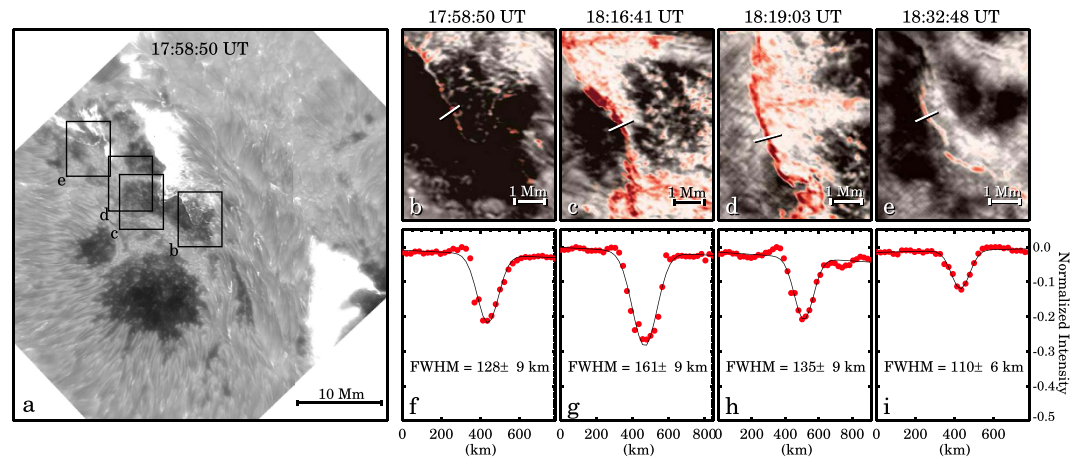 17:58:50 UT
e
d
c
b
10 Mm
a
17:58:50 UT
18:16:41 UT
18:19:03 UT
18:32:48 UT
1 Mm
b
1 Mm
c
1 Mm
d
1 Mm
e
FWHM = 128± 9 km
f
FWHM = 161± 9 km
g
FWHM = 135± 9 km
h
FWHM = 110± 6 km
i
0.0
-0.1
-0.2
-0.3
-0.4
-0.5
Normalized Intensity
0 200 400 600
(km)
0 200 400 600 800
(km)
0 200 400 600
(km)
0 200 400 600
(km)